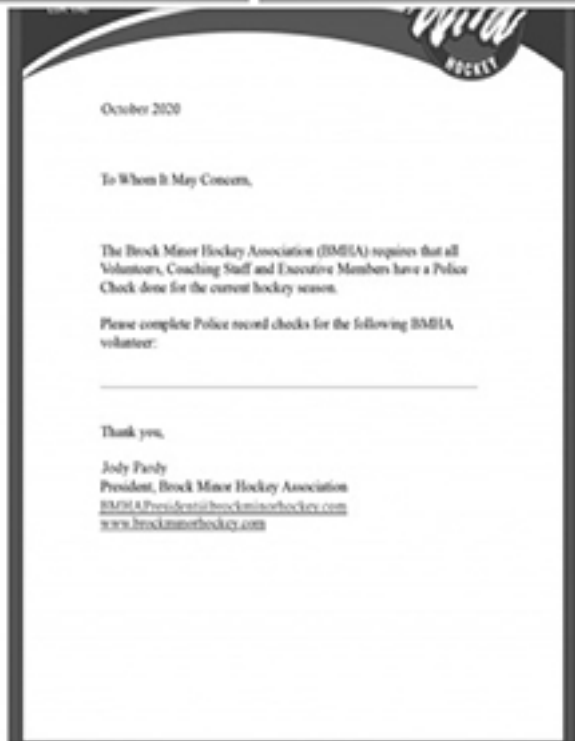 Wild
HOCKEY
October 2020
To Whom It May Concern,
The Brock Minor Hockey Association (BMHA) requires that all
Volunteers, Coaching Staff and Executive Members have a Police
Check done for the current hockey season.
Please complete Police record checks for the following BMHA
volunteer:
Thank you,
Jody Pardy
President, Brock Minor Hockey Association
BMHAPresident@brockminorhockey.com
www.brockminorhockey.com